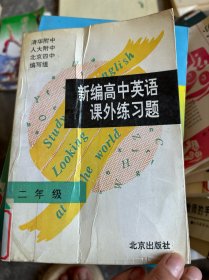 清华附中
人大附中
北京四中
编写组
新编高中英语
课外练习题
Study
English
Looking
at
the world
二年级
北京出版社